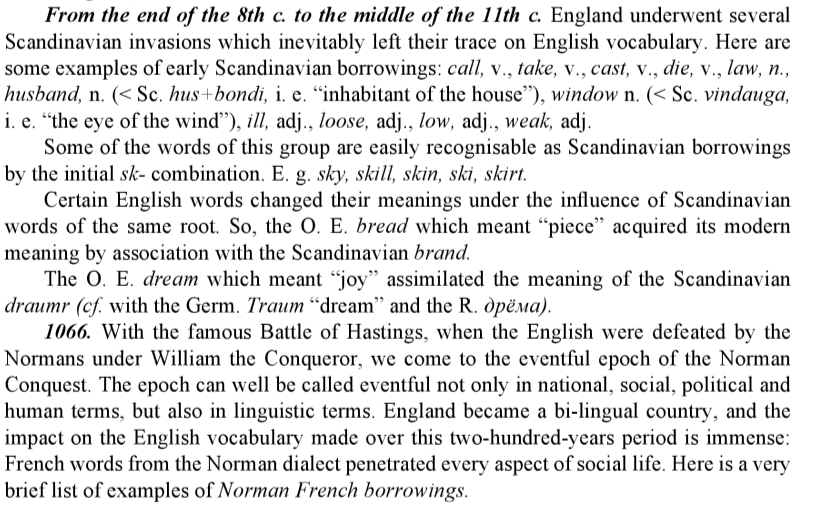 From the end of the 8th c. to the middle of the 11th c. England underwent several
Scandinavian invasions which inevitably left their trace on English vocabulary. Here are
some examples of early Scandinavian borrowings: call, v., take, v., cast, v., die, v., law, n.,
husband, n. (< Sc. hus+bondi, i. e. “inhabitant of the house”), window n. (< Sc. vindauga,
i. e. “the eye of the wind”), ill, adj., loose, adj., low, adj., weak, adj.
Some of the words of this group are easily recognisable as Scandinavian borrowings
by the initial sk- combination. E. g. sky, skill, skin, ski, skirt.
Certain English words changed their meanings under the influence of Scandinavian
words of the same root. So, the O. E. bread which meant “piece” acquired its modern
meaning by association with the Scandinavian brand.
The O. E. dream which meant “joy” assimilated the meaning of the Scandinavian
draumr (cf. with the Germ. Traum “dream” and the R. дрёма).
1066. With the famous Battle of Hastings, when the English were defeated by the
Normans under William the Conqueror, we come to the eventful epoch of the Norman
Conquest. The epoch can well be called eventful not only in national, social, political and
human terms, but also in linguistic terms. England became a bi-lingual country, and the
impact on the English vocabulary made over this two-hundred-years period is immense:
French words from the Norman dialect penetrated every aspect of social life. Here is a very
brief list of examples of Norman French borrowings.